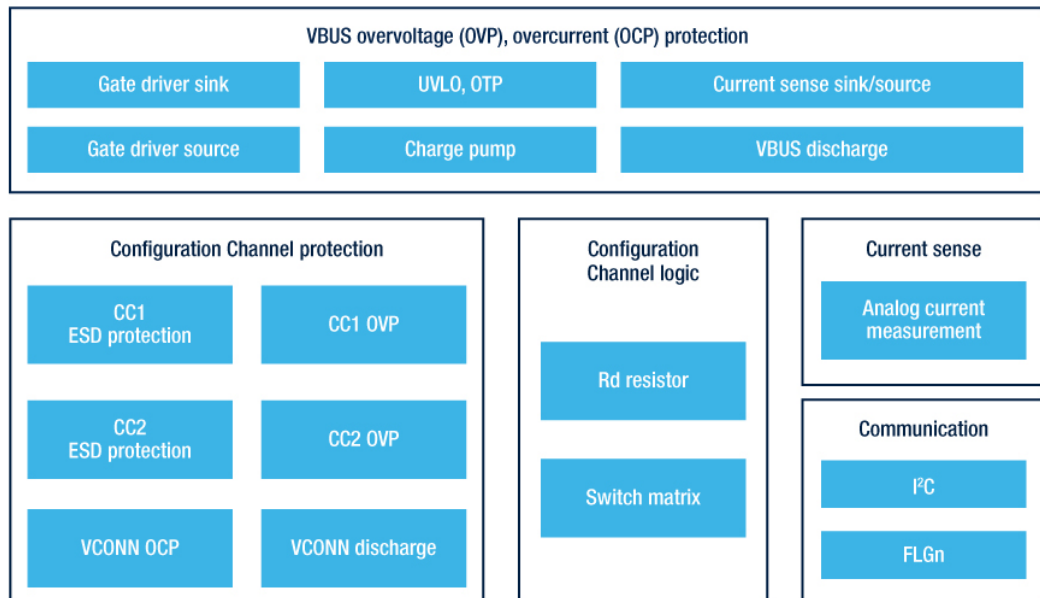 VBUS overvoltage (OVP), overcurrent (OCP) protection
Gate driver sink
UVLO, OTP
Current sense sink/source
Gate driver source
Charge pump
VBUS discharge
Configuration Channel protection
CC1
ESD protection
CC1 OVP
CC2
ESD protection
CC2 OVP
VCONN OCP
VCONN discharge
Configuration
Channel logic
Rd resistor
Switch matrix
Current sense
Analog current
measurement
Communication
I²C
FLGn